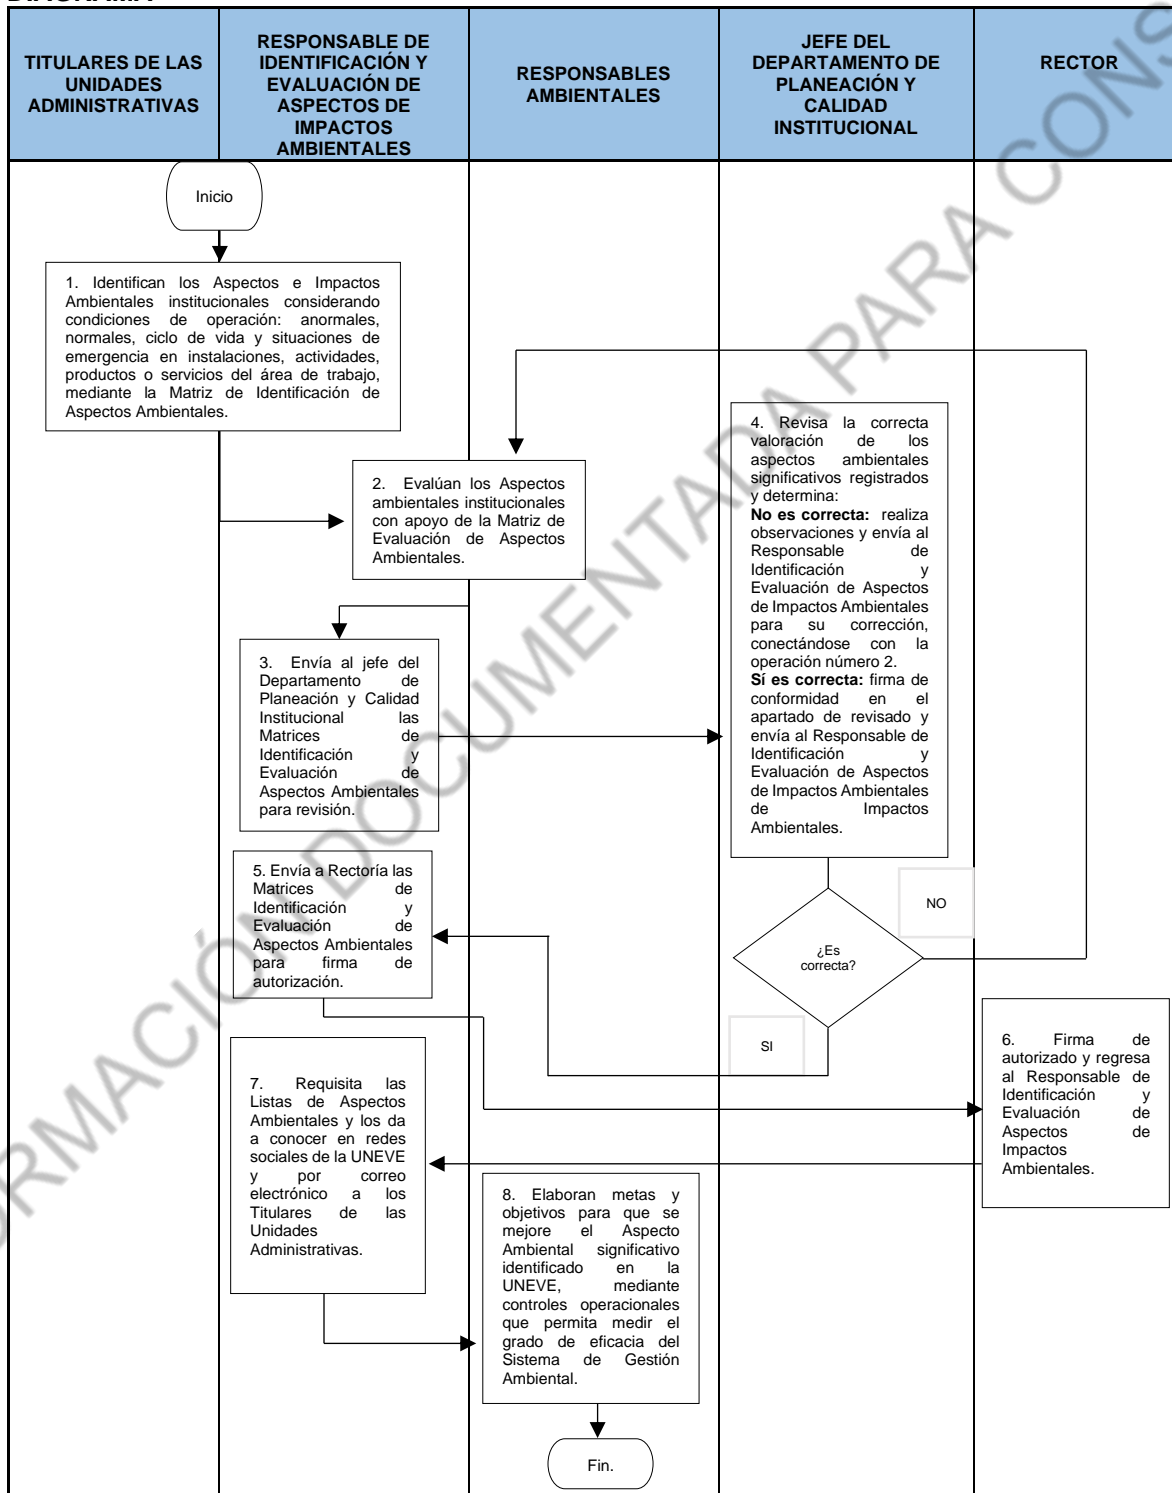 DIAGRAMA
TITULARES DE LAS
UNIDADES
ADMINISTRATIVAS
RESPONSABLE DE
IDENTIFICACIÓN Y
EVALUACIÓN DE
ASPECTOS DE
IMPACTOS
AMBIENTALES
RESPONSABLES
AMBIENTALES
JEFE DEL
DEPARTAMENTO DE
PLANEACIÓN Y
CALIDAD
INSTITUCIONAL
RECTOR
Inicio
1. Identifican los Aspectos e Impactos
Ambientales institucionales considerando
condiciones de operación: anormales,
normales, ciclo de vida y situaciones de
emergencia en instalaciones, actividades,
productos o servicios del área de trabajo,
mediante la Matriz de Identificación de
Aspectos Ambientales.
2. Evalúan los Aspectos
ambientales institucionales
con apoyo de la Matriz de
Evaluación de Aspectos
Ambientales.
3. Envía al jefe del
Departamento de
Planeación y Calidad
Institucional las
Matrices de
Identificación y
Evaluación de
Aspectos Ambientales
para revisión.
4. Revisa la correcta
valoración de los
aspectos ambientales
significativos registrados
y determina:
No es correcta: realiza
observaciones y envía al
Responsable de
Identificación y
Evaluación de Aspectos
de Impactos Ambientales
para su corrección,
conectándose con la
operación número 2.
Sí es correcta: firma de
conformidad en el
apartado de revisado y
envía al Responsable de
Identificación y
Evaluación de Aspectos
de Impactos Ambientales
de Impactos
Ambientales.
¿Es
correcta?
NO
SI
5. Envía a Rectoría las
Matrices de
Identificación y
Evaluación de
Aspectos Ambientales
para firma de
autorización.
6. Firma de
autorizado y regresa
al Responsable de
Identificación y
Evaluación de
Aspectos de
Impactos
Ambientales.
7. Requisita las
Listas de Aspectos
Ambientales y los da
a conocer en redes
sociales de la UNEVE
y por correo
electrónico a los
Titulares de las
Unidades
Administrativas.
8. Elaboran metas y
objetivos para que se
mejore el Aspecto
Ambiental significativo
identificado en la
UNEVE, mediante
controles operacionales
que permita medir el
grado de eficacia del
Sistema de Gestión
Ambiental.
Fin.
ORMACIÓN DOCUMENTADA PARA CONS